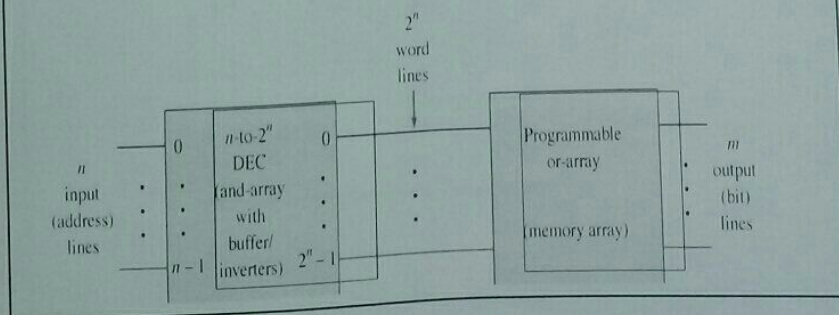 2ⁿ
word
lines
n
input
(address)
lines
0
n – 1
n-to-2ⁿ
DEC
(and-array
with
buffer/
inverters)
0
2ⁿ – 1
Programmable
or-array
(memory array)
m
output
(bit)
lines